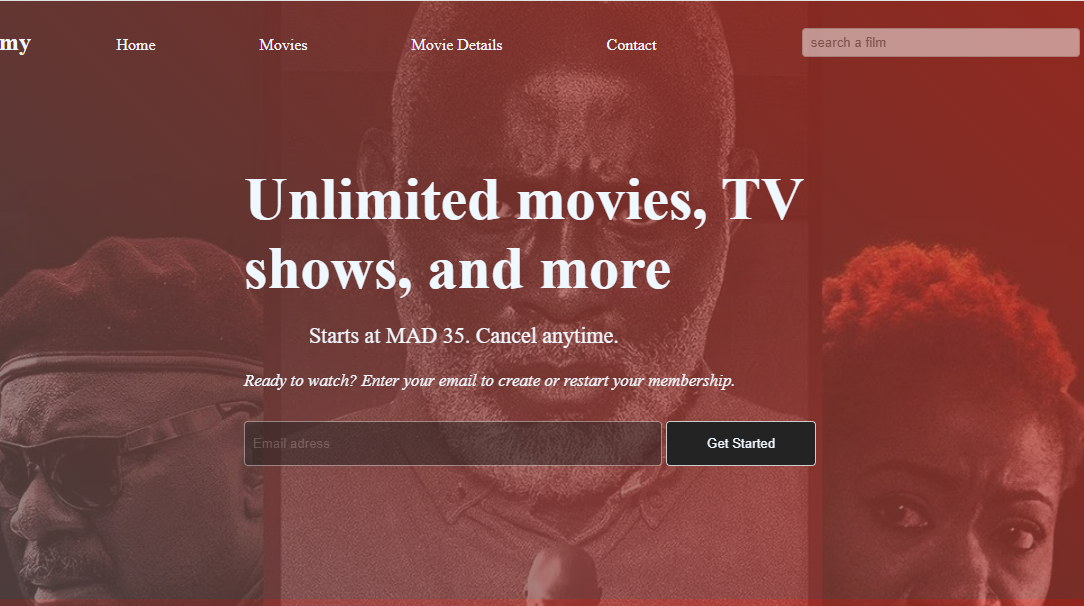 my
Home
Movies
Movie Details
Contact
search a film
Unlimited movies, TV
shows, and more
Starts at MAD 35. Cancel anytime.
Ready to watch? Enter your email to create or restart your membership.
Email adress
Get Started